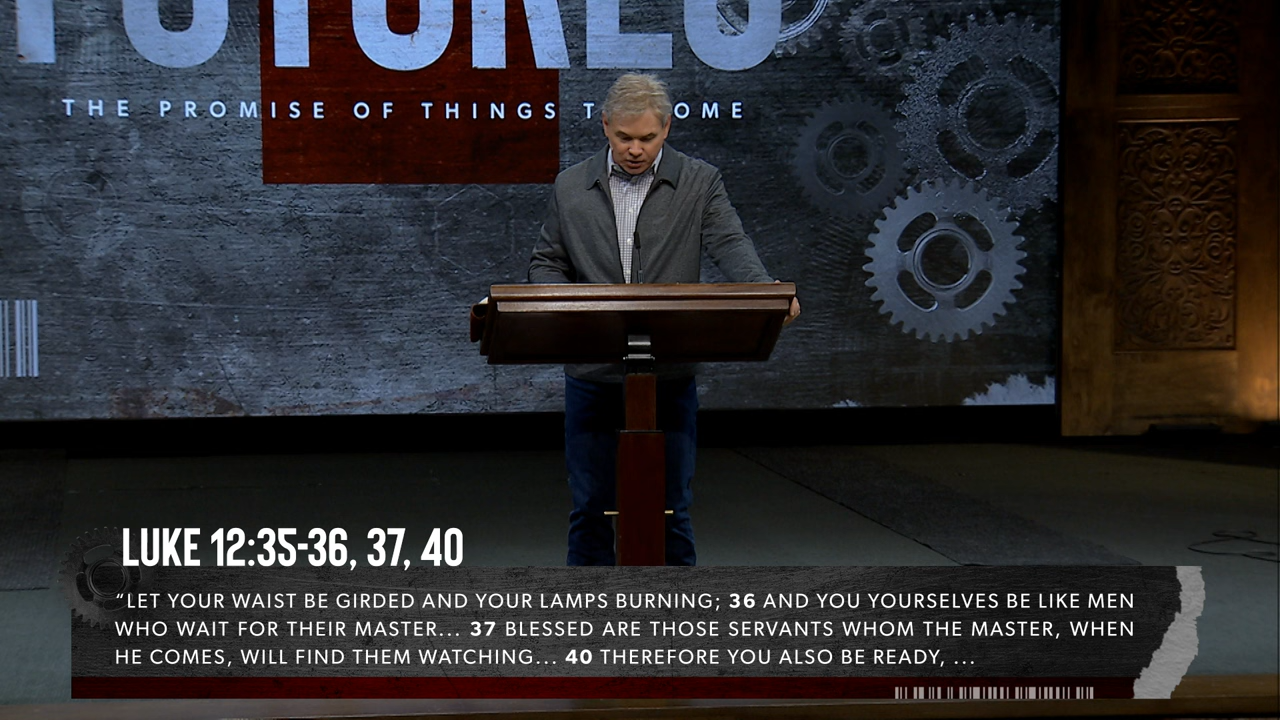 FUTURES
THE PROMISE OF THINGS T OME
LUKE 12:35-36, 37, 40
“LET YOUR WAIST BE GIRDED AND YOUR LAMPS BURNING; 36 AND YOU YOURSELVES BE LIKE MEN
WHO WAIT FOR THEIR MASTER... 37 BLESSED ARE THOSE SERVANTS WHOM THE MASTER, WHEN
HE COMES, WILL FIND THEM WATCHING... 40 THEREFORE YOU ALSO BE READY, ...